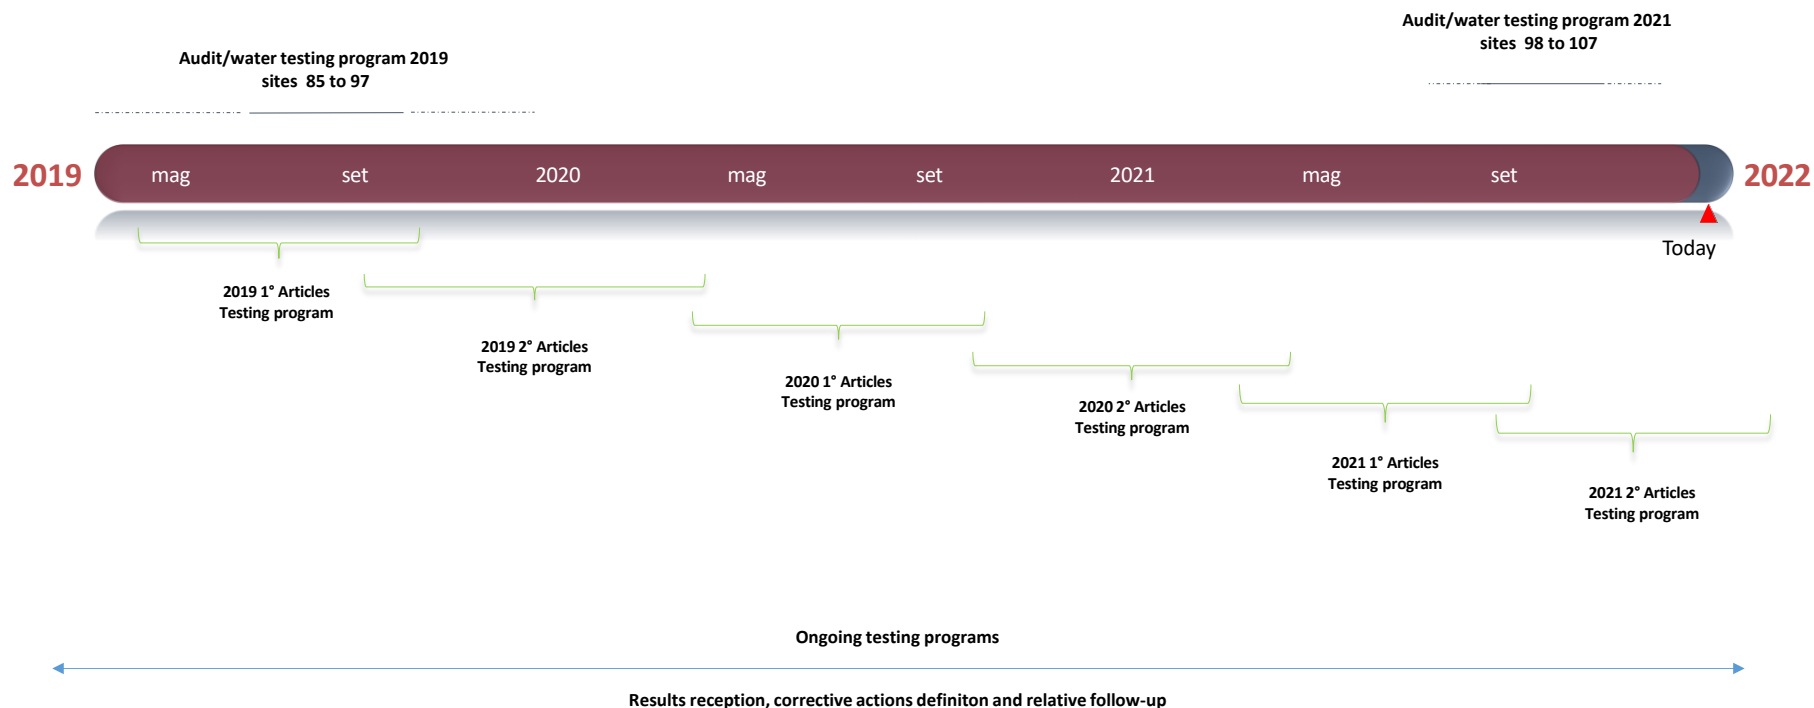 Audit/water testing program 2021
sites 98 to 107
Audit/water testing program 2019
sites 85 to 97
2019
mag
set
2020
mag
set
2021
mag
set
2022
Today
2019 1° Articles
Testing program
2019 2° Articles
Testing program
2020 1° Articles
Testing program
2020 2° Articles
Testing program
2021 1° Articles
Testing program
2021 2° Articles
Testing program
Ongoing testing programs
Results reception, corrective actions definiton and relative follow-up